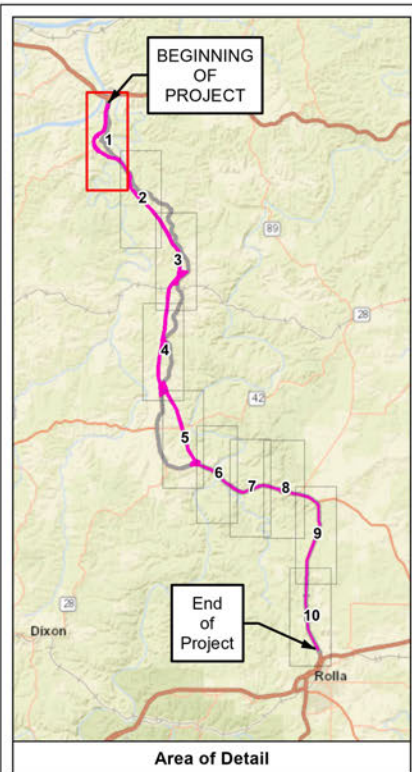 BEGINNING
OF
PROJECT
1
2
89
3
28
4
42
5
6
7
8
9
End
of
Project
10
28
Dixon
Rolla
Area of Detail